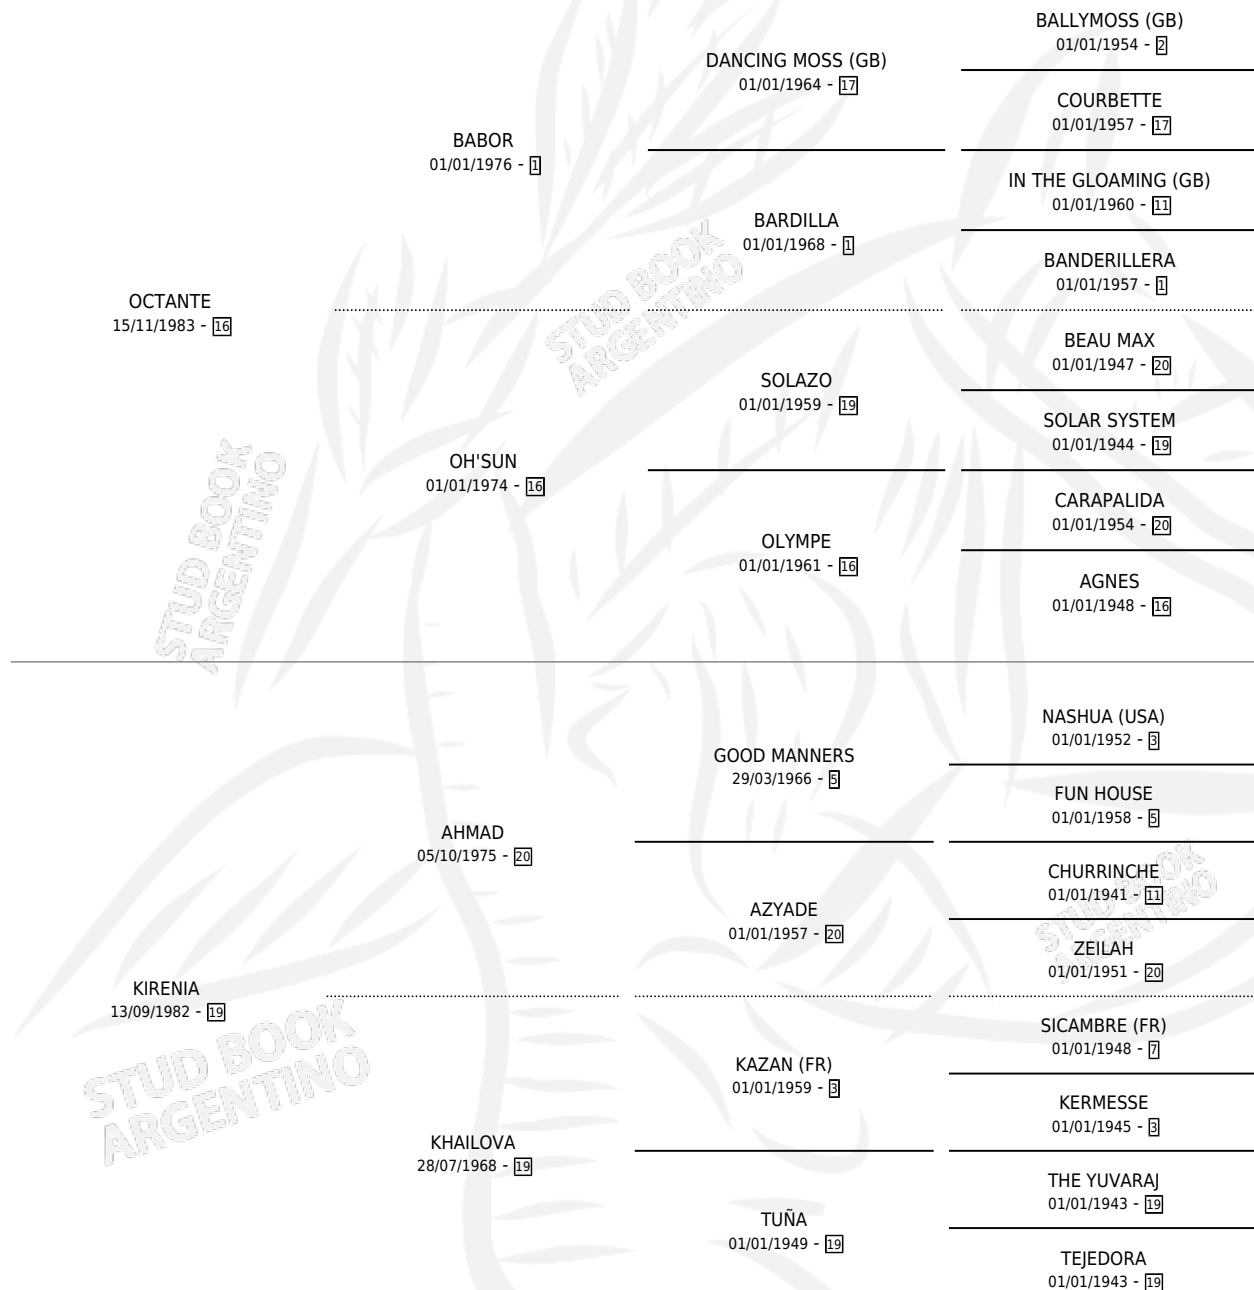 BALLYMOSS (GB)
01/01/1954 - 2
DANCING MOSS (GB)
01/01/1964 - 17
COURBETTE
01/01/1957 - 17
BABOR
01/01/1976 - 1
IN THE GLOAMING (GB)
01/01/1960 - 11
BARDILLA
01/01/1968 - 1
BANDERILLERA
01/01/1957 - 1
OCTANTE
15/11/1983 - 16
BEAU MAX
01/01/1947 - 20
SOLAZO
01/01/1959 - 19
SOLAR SYSTEM
01/01/1944 - 19
OH'SUN
01/01/1974 - 16
CARAPALIDA
01/01/1954 - 20
OLYMPE
01/01/1961 - 16
AGNES
01/01/1948 - 16
NASHUA (USA)
01/01/1952 - 3
GOOD MANNERS
29/03/1966 - 5
FUN HOUSE
01/01/1958 - 5
AHMAD
05/10/1975 - 20
CHURRINCHE
01/01/1941 - 11
AZYADE
01/01/1957 - 20
ZEILAH
01/01/1951 - 20
KIRENIA
13/09/1982 - 19
SICAMBRE (FR)
01/01/1948 - 7
KAZAN (FR)
01/01/1959 - 3
KERMESSE
01/01/1945 - 3
KHAILOVA
28/07/1968 - 19
THE YUVARAJ
01/01/1943 - 19
TUÑA
01/01/1949 - 19
TEJEDORA
01/01/1943 - 19
STUD BOOK
ARGENTINO
STUD BOOK
ARGENTINO
STUD BOOK
ARGENTINO
STUD BOOK
ARGENTINO